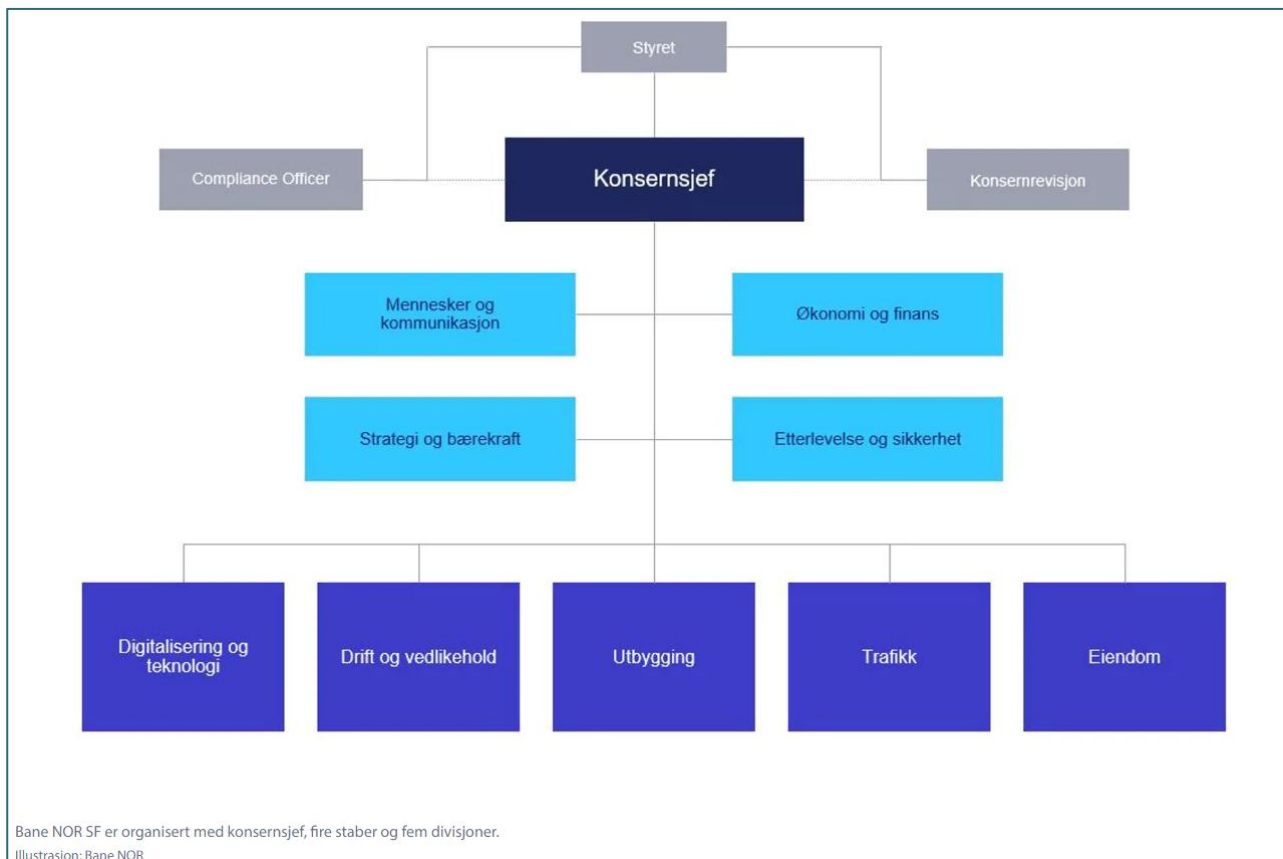 Styret
Compliance Officer
Konsernsjef
Konsernrevisjon
Mennesker og
kommunikasjon
Økonomi og finans
Strategi og bærekraft
Etterlevelse og sikkerhet
Digitalisering og
teknologi
Drift og vedlikehold
Utbygging
Trafikk
Eiendom
Bane NOR SF er organisert med konsernsjef, fire staber og fem divisjoner.
Illustrasjon: Bane NOR